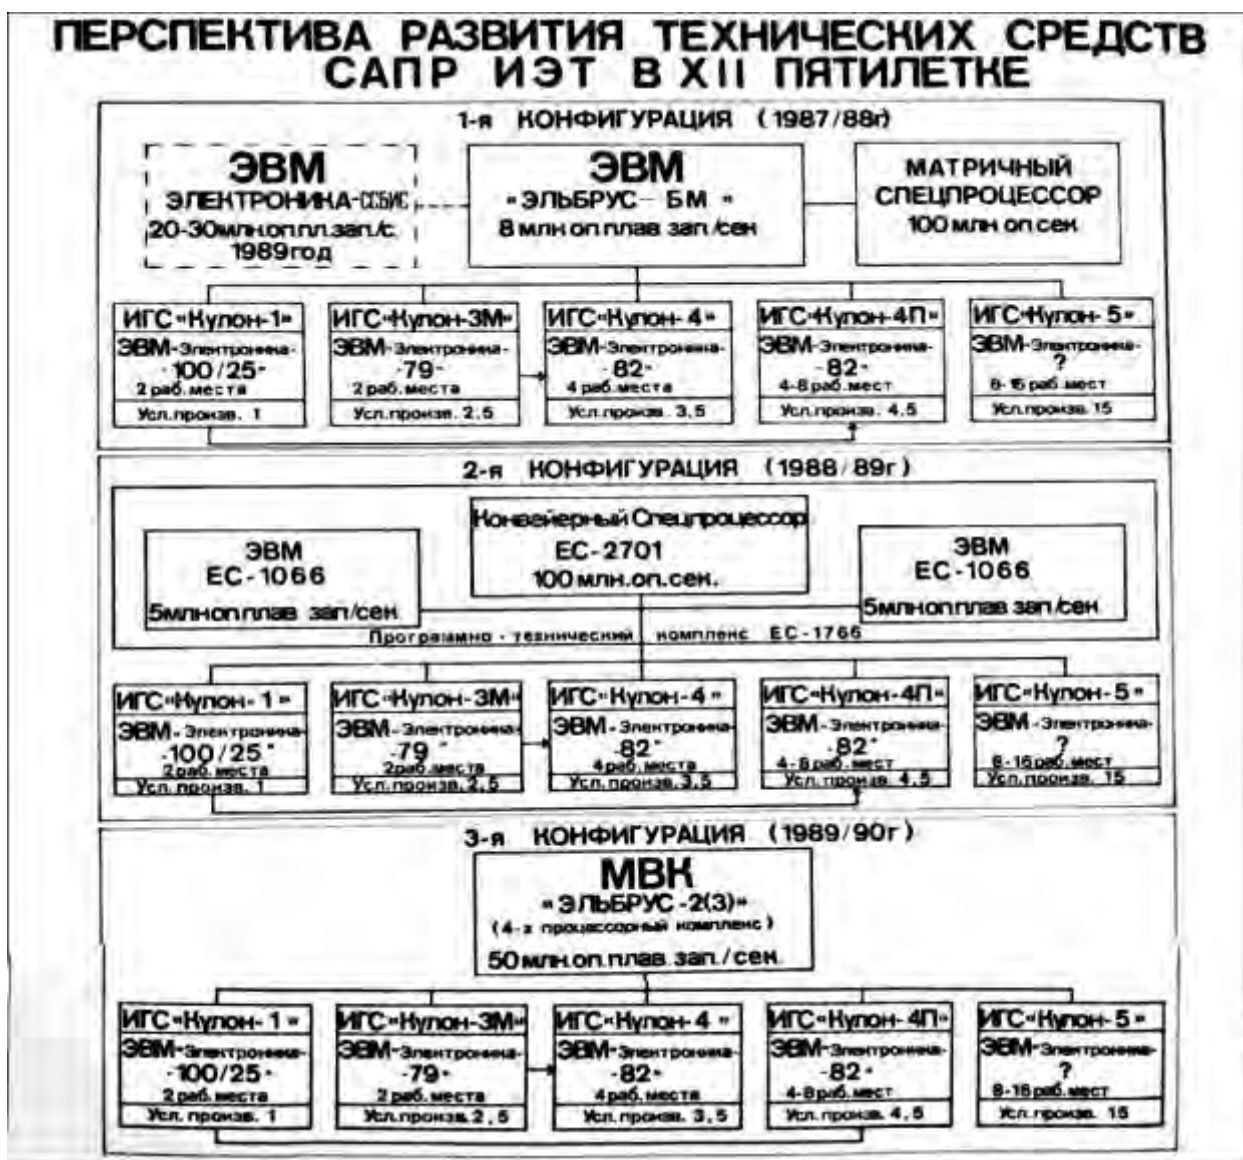 ПЕРСПЕКТИВА РАЗВИТИЯ ТЕХНИЧЕСКИХ СРЕДСТВ
САПР ИЭТ В XII ПЯТИЛЕТКЕ
1-я КОНФИГУРАЦИЯ (1987/88г)
ЭВМ
ЭЛЕКТРОНИКА-ССБИС
20-30млн.оп.пл.зап/с.
1989год
ЭВМ
"ЭЛЬБРУС - БМ"
8 млн оп плав зап/сек
МАТРИЧНЫЙ
СПЕЦПРОЦЕССОР
100 млн оп сек
ИГС «Кулон-1»
ЭВМ-Электроника-
-100/25-
2 раб.места
Усл.произв. 1
ИГС «Кулон-3М»
ЭВМ-Электроника-
-79-
2 раб.места
Усл.произв. 2,5
ИГС «Кулон-4»
ЭВМ-Электроника-
-82-
4 раб.места
Усл.произв. 3,5
ИГС «Кулон-4П»
ЭВМ-Электроника-
-82-
4-8 раб.мест
Усл.произв. 4,5
ИГС «Кулон-5»
ЭВМ-Электроника-
?
8-16 раб.мест
Усл.произв. 15
2-я КОНФИГУРАЦИЯ (1988/89г)
Конвейерный Спецпроцессор
ЕС-2701
100 млн.оп.сек.
ЭВМ
ЕС-1066
5млн оп плав зап/сек
ЭВМ
ЕС-1066
5млн оп плав зап/сек
Программно-технический комплекс ЕС-1766
ИГС «Кулон-1»
ЭВМ-Электроника-
-100/25"
2 раб.места
Усл.произв. 1
ИГС «Кулон-3М»
ЭВМ-Электроника-
-79"
2 раб.места
Усл.произв. 2,5
ИГС «Кулон-4»
ЭВМ-Электроника-
-82"
4 раб.места
Усл.произв. 3,5
ИГС «Кулон-4П»
ЭВМ-Электроника-
-82"
4-8 раб.мест
Усл.произв. 4,5
ИГС «Кулон-5»
ЭВМ-Электроника-
?
8-16 раб.мест
Усл.произв. 15
3-я КОНФИГУРАЦИЯ (1989/90г)
МВК
«ЭЛЬБРУС-2(3)»
(4-х процессорный комплекс)
50 млн.оп.плав.зап./сек.
ИГС «Кулон-1»
ЭВМ-Электроника-
-100/25-
2 раб.места
Усл.произв. 1
ИГС «Кулон-3М»
ЭВМ-Электроника-
-79-
2 раб.места
Усл.произв. 2,5
ИГС «Кулон-4»
ЭВМ-Электроника-
-82-
4 раб.места
Усл.произв. 3,5
ИГС «Кулон-4П»
ЭВМ-Электроника-
-82-
4-8 раб.мест
Усл.произв. 4,5
ИГС «Кулон-5»
ЭВМ-Электроника-
?
8-16 раб.мест
Усл.произв. 15